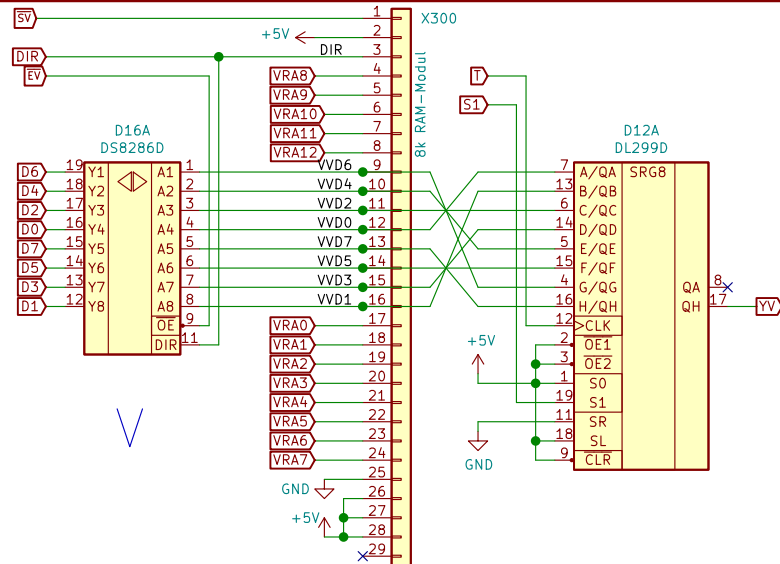 SV 1 X300
+5V 2
DIR DIR 3
EV VRA8 4 T
VRA9 5 S1
VRA10 6
VRA11 7
VRA12 8
8k RAM-Modul
D16A D12A
DS8286D DL299D
D6 19 Y1 A1 1 VVD6 9 7 A/QA SRG8
D4 18 Y2 A2 2 VVD4 10 13 B/QB
D2 17 Y3 A3 3 VVD2 11 6 C/QC
D0 16 Y4 A4 4 VVD0 12 14 D/QD
D7 15 Y5 A5 5 VVD7 13 5 E/QE
D5 14 Y6 A6 6 VVD5 14 15 F/QF
D3 13 Y7 A7 7 VVD3 15 4 G/QG QA 8
D1 12 Y8 A8 8 VVD1 16 16 H/QH QH 17 YV
OE 9 VRA0 17 12 CLK
DIR 11 VRA1 18 +5V 2 OE1
VRA2 19 3 OE2
VRA3 20 1 S0
VRA4 21 19 S1
VRA5 22 11 SR
VRA6 23 18 SL
VRA7 24 GND 9 CLR
25
GND 26
+5V 27
28
29
V